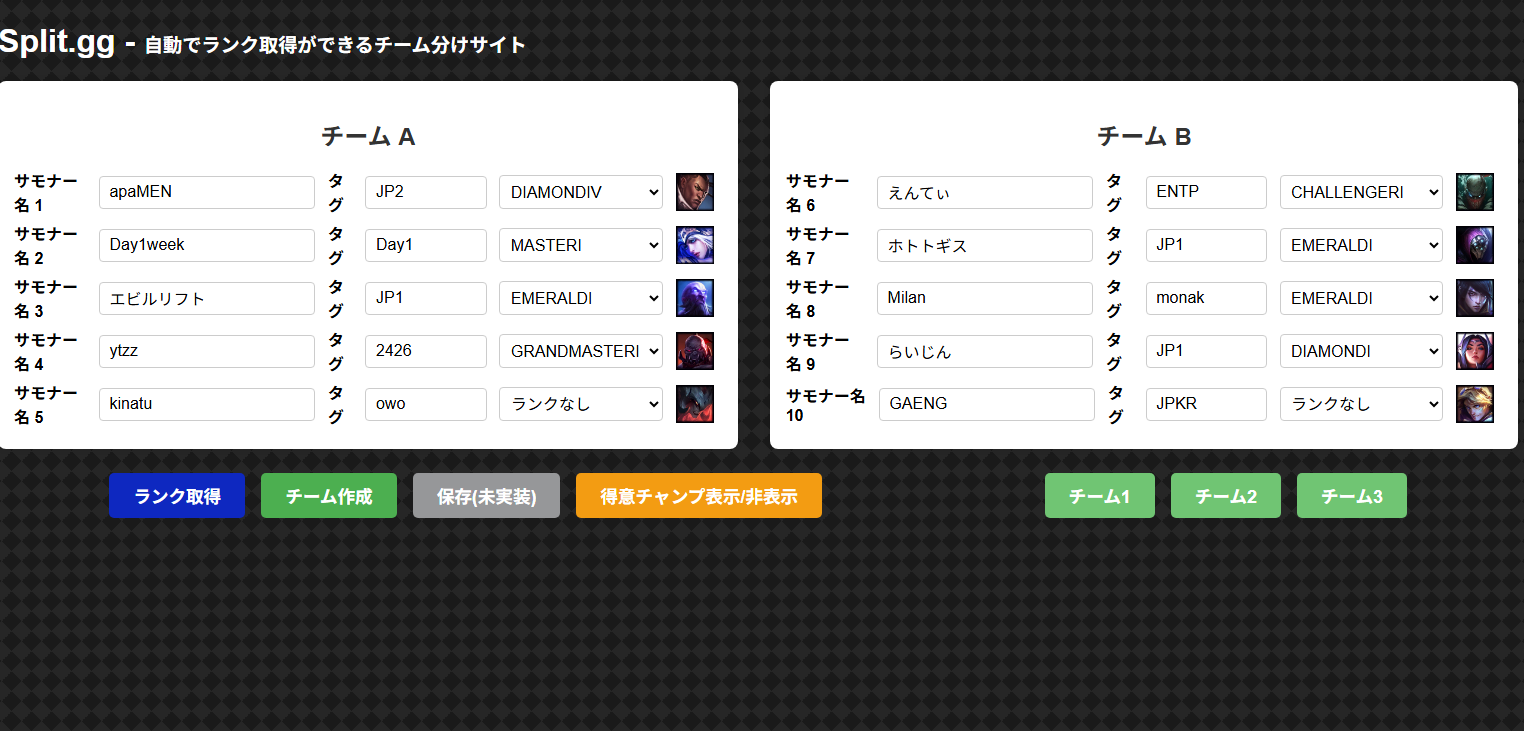 Split.gg - 自動でランク取得ができるチーム分けサイト
チーム A
サモナー名 1 apaMEN タグ JP2 DIAMONDIV
サモナー名 2 Day1week タグ Day1 MASTERI
サモナー名 3 エビルリフト タグ JP1 EMERALDI
サモナー名 4 ytzz タグ 2426 GRANDMASTERI
サモナー名 5 kinatu タグ owo ランクなし
チーム B
サモナー名 6 えんてぃ タグ ENTP CHALLENGERI
サモナー名 7 ホトトギス タグ JP1 EMERALDI
サモナー名 8 Milan タグ monak EMERALDI
サモナー名 9 らいじん タグ JP1 DIAMONDI
サモナー名 10 GAENG タグ JPKR ランクなし
ランク取得 チーム作成 保存(未実装) 得意チャンプ表示/非表示 チーム1 チーム2 チーム3